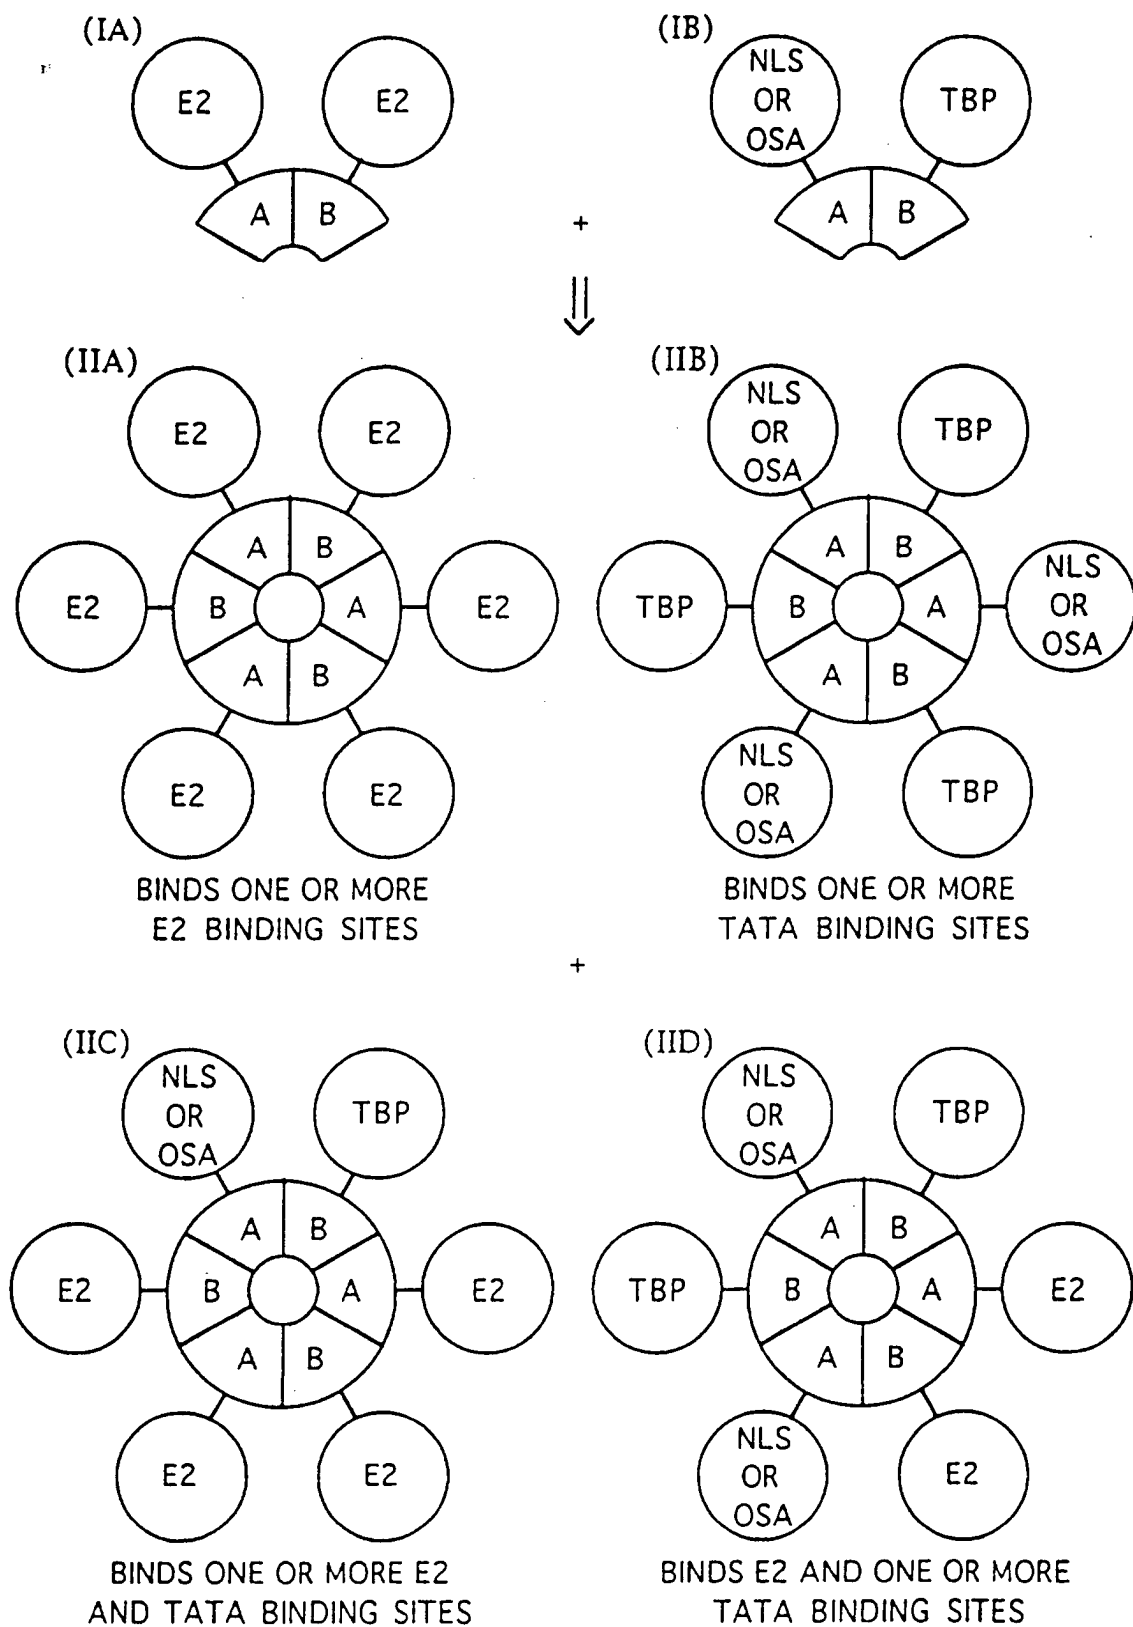 (IA)
E2
E2
A
B
+
(IB)
NLS
OR
OSA
TBP
A
B
(IIA)
E2
E2
E2
E2
E2
E2
A
B
B
A
A
B
BINDS ONE OR MORE
E2 BINDING SITES
(IIB)
NLS
OR
OSA
TBP
TBP
NLS
OR
OSA
NLS
OR
OSA
TBP
A
B
B
A
A
B
BINDS ONE OR MORE
TATA BINDING SITES
+
(IIC)
NLS
OR
OSA
TBP
E2
E2
E2
E2
A
B
B
A
A
B
BINDS ONE OR MORE E2
AND TATA BINDING SITES
(IID)
NLS
OR
OSA
TBP
TBP
E2
NLS
OR
OSA
E2
A
B
B
A
A
B
BINDS E2 AND ONE OR MORE
TATA BINDING SITES